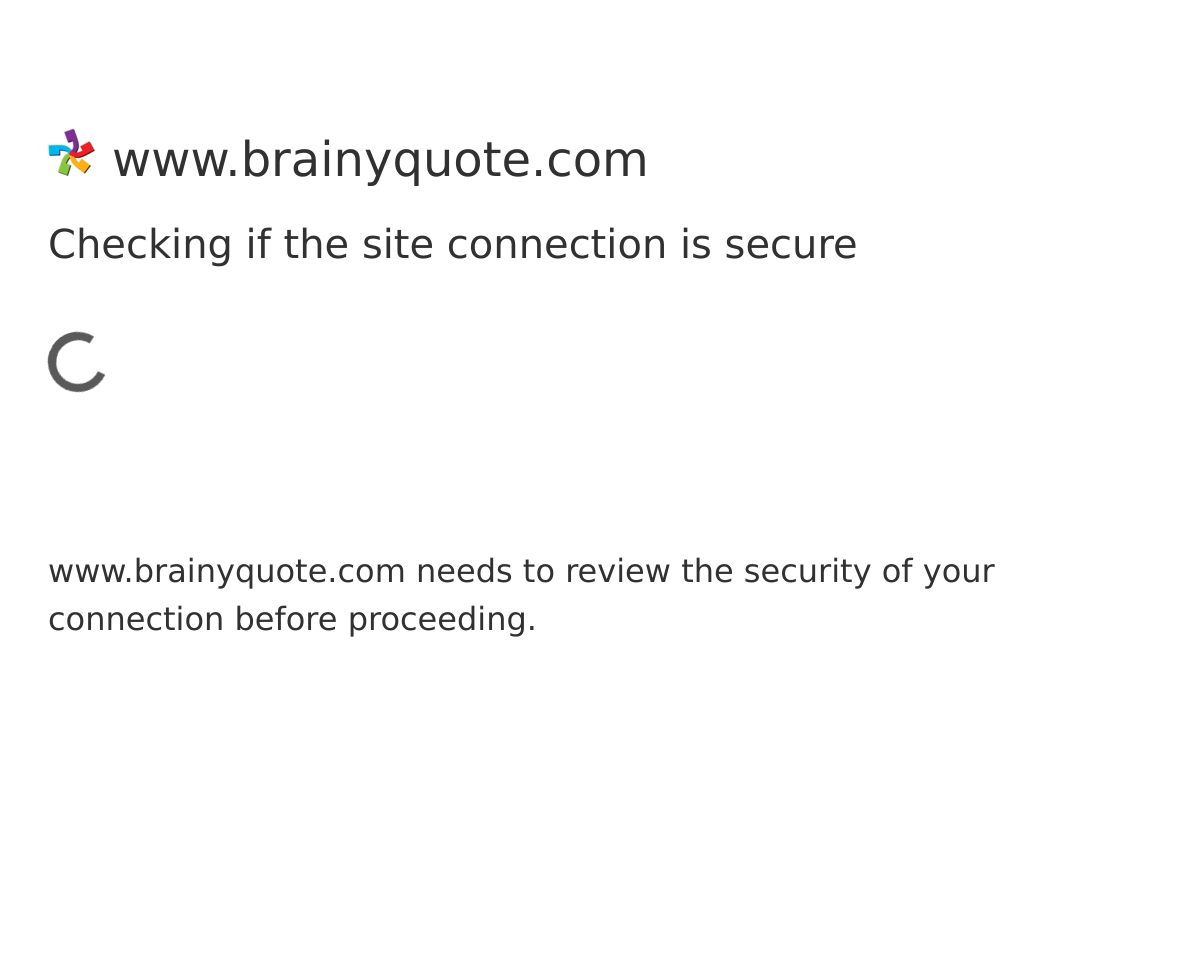 www.brainyquote.com
Checking if the site connection is secure
www.brainyquote.com needs to review the security of your
connection before proceeding.